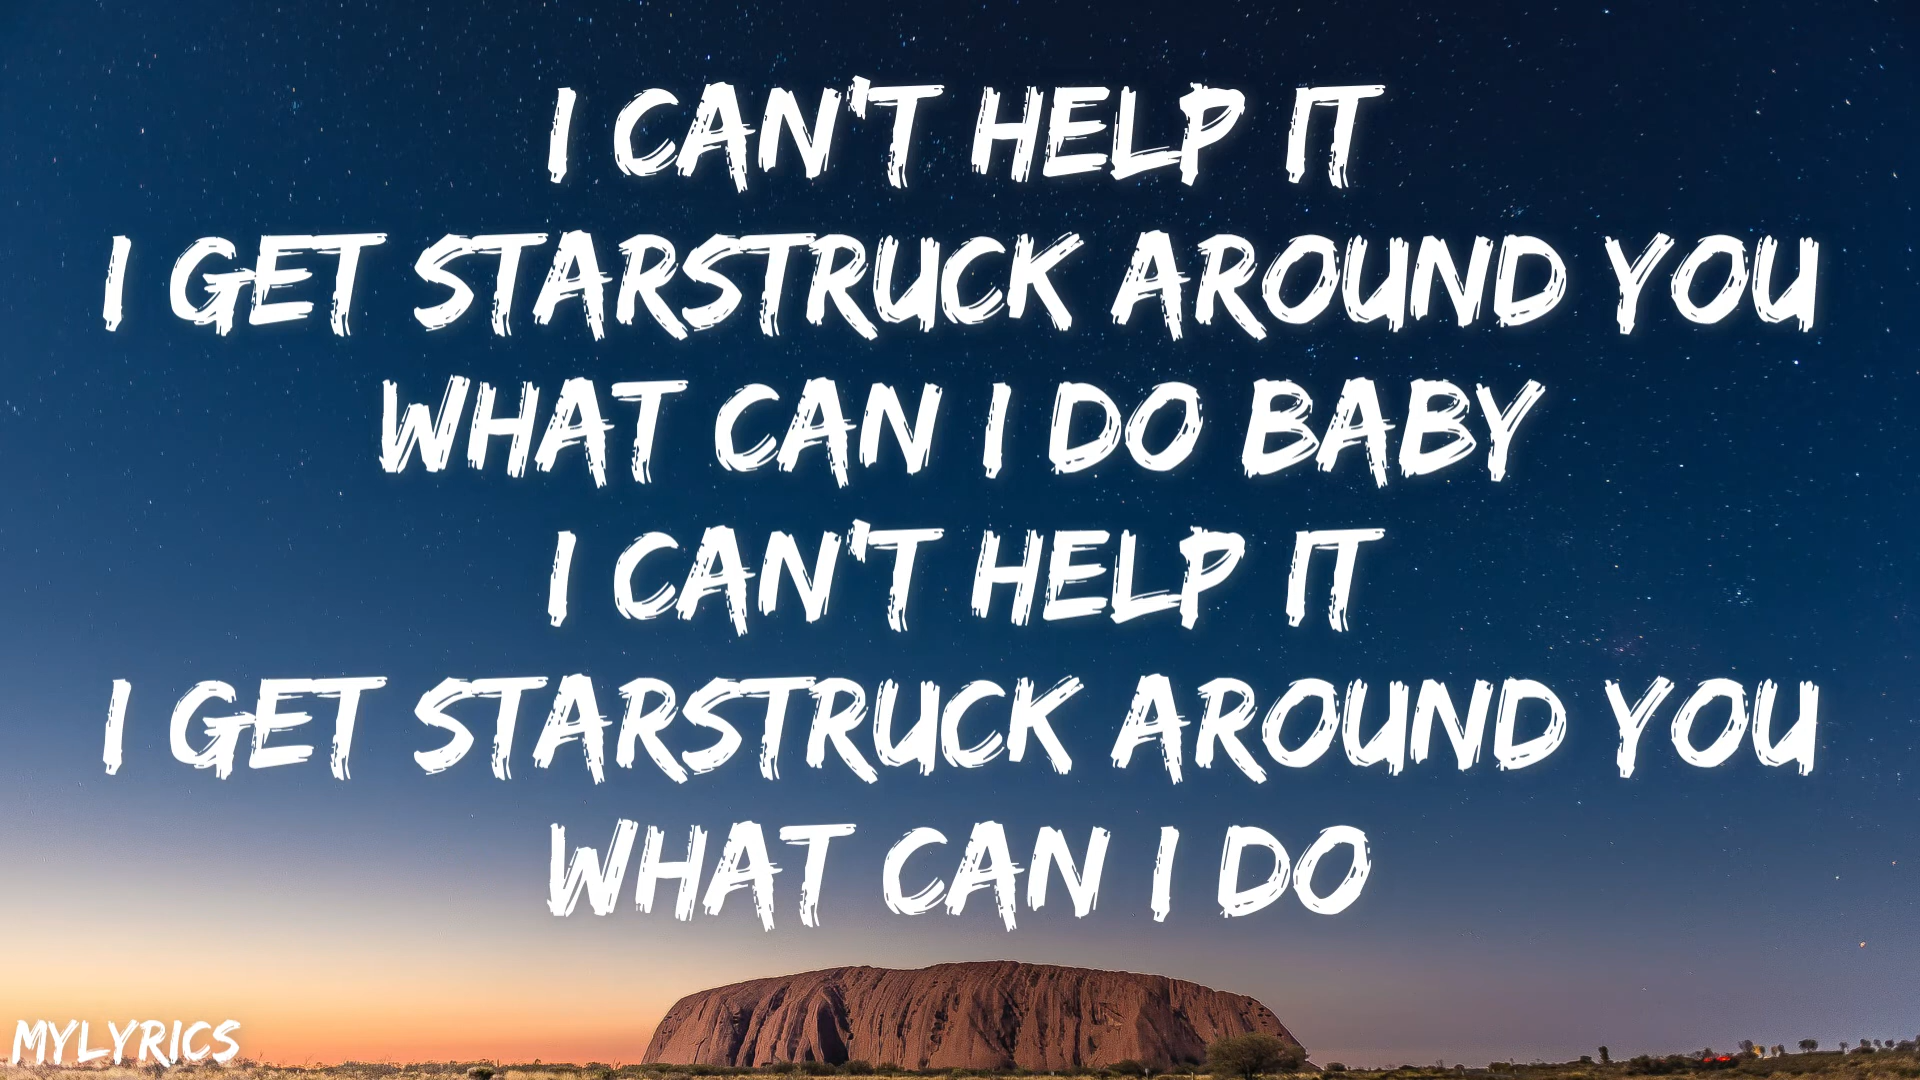 I CAN'T HELP IT
I GET STARSTRUCK AROUND YOU
WHAT CAN I DO BABY
I CAN'T HELP IT
I GET STARSTRUCK AROUND YOU
WHAT CAN I DO
MYLYRICS